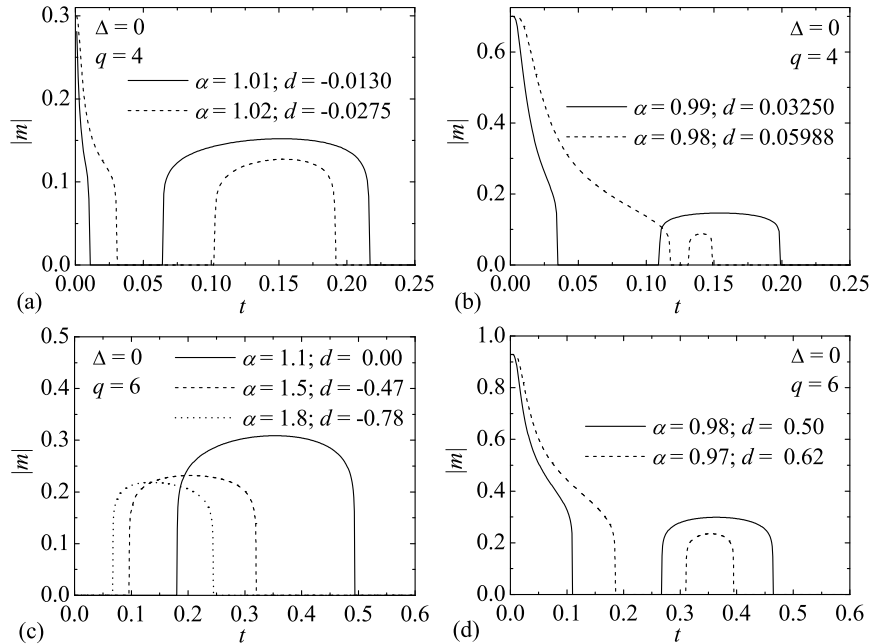 0.3
0.2
0.1
0.0
|m|
Δ = 0
q = 4
α = 1.01; d = -0.0130
α = 1.02; d = -0.0275
0.00 0.05 0.10 0.15 0.20 0.25
(a)
t
0.6
0.4
0.2
0.0
|m|
Δ = 0
q = 4
α = 0.99; d = 0.03250
α = 0.98; d = 0.05988
0.00 0.05 0.10 0.15 0.20 0.25
(b)
t
0.5
0.4
0.3
0.2
0.1
0.0
|m|
Δ = 0
q = 6
α = 1.1; d = 0.00
α = 1.5; d = -0.47
α = 1.8; d = -0.78
0.0 0.1 0.2 0.3 0.4 0.5 0.6
(c)
t
1.0
0.8
0.6
0.4
0.2
0.0
|m|
Δ = 0
q = 6
α = 0.98; d = 0.50
α = 0.97; d = 0.62
0.0 0.1 0.2 0.3 0.4 0.5 0.6
(d)
t